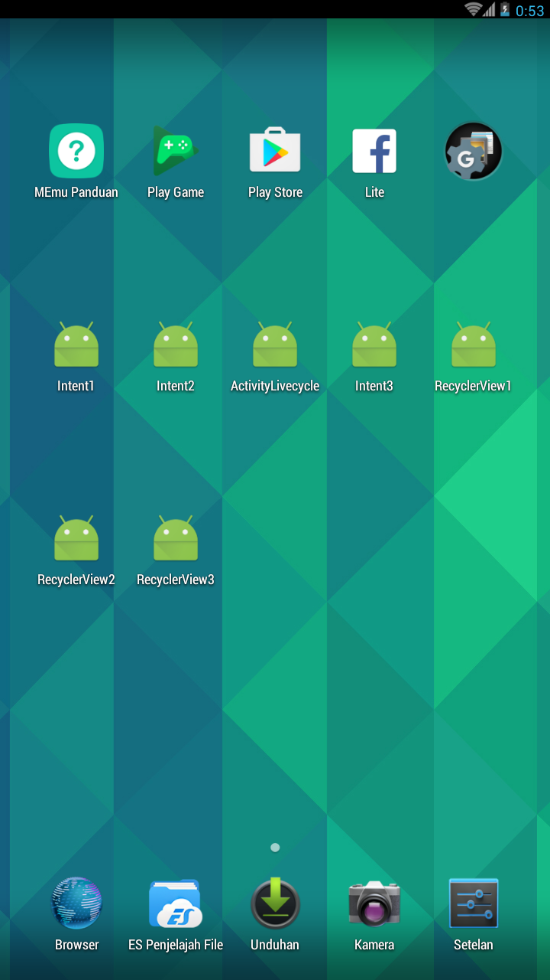 0:53
MEmu Panduan
Play Game
Play Store
Lite
G
Intent1
Intent2
ActivityLivecycle
Intent3
RecyclerView1
RecyclerView2
RecyclerView3
ES
Browser
ES Penjelajah File
Unduhan
Kamera
Setelan